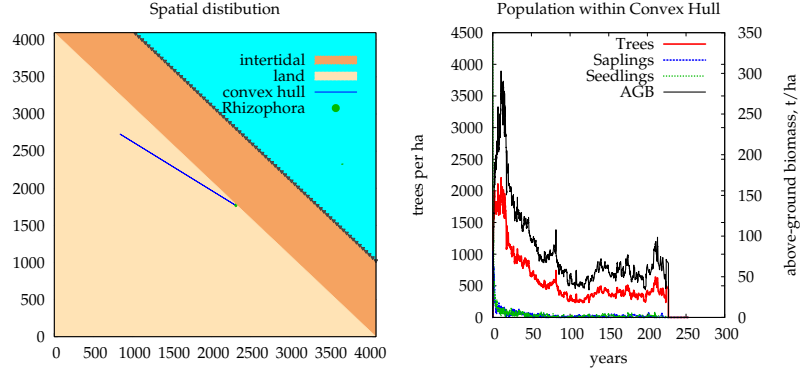 Spatial distibution
4000
3500
3000
2500
2000
1500
1000
500
0
0 500 1000 1500 2000 2500 3000 3500 4000
intertidal
land
convex hull
Rhizophora
Population within Convex Hull
4500
4000
3500
3000
2500
2000
1500
1000
500
0
trees per ha
0 50 100 150 200 250 300
years
350
300
250
200
150
100
50
0
above-ground biomass, t/ha
Trees
Saplings
Seedlings
AGB